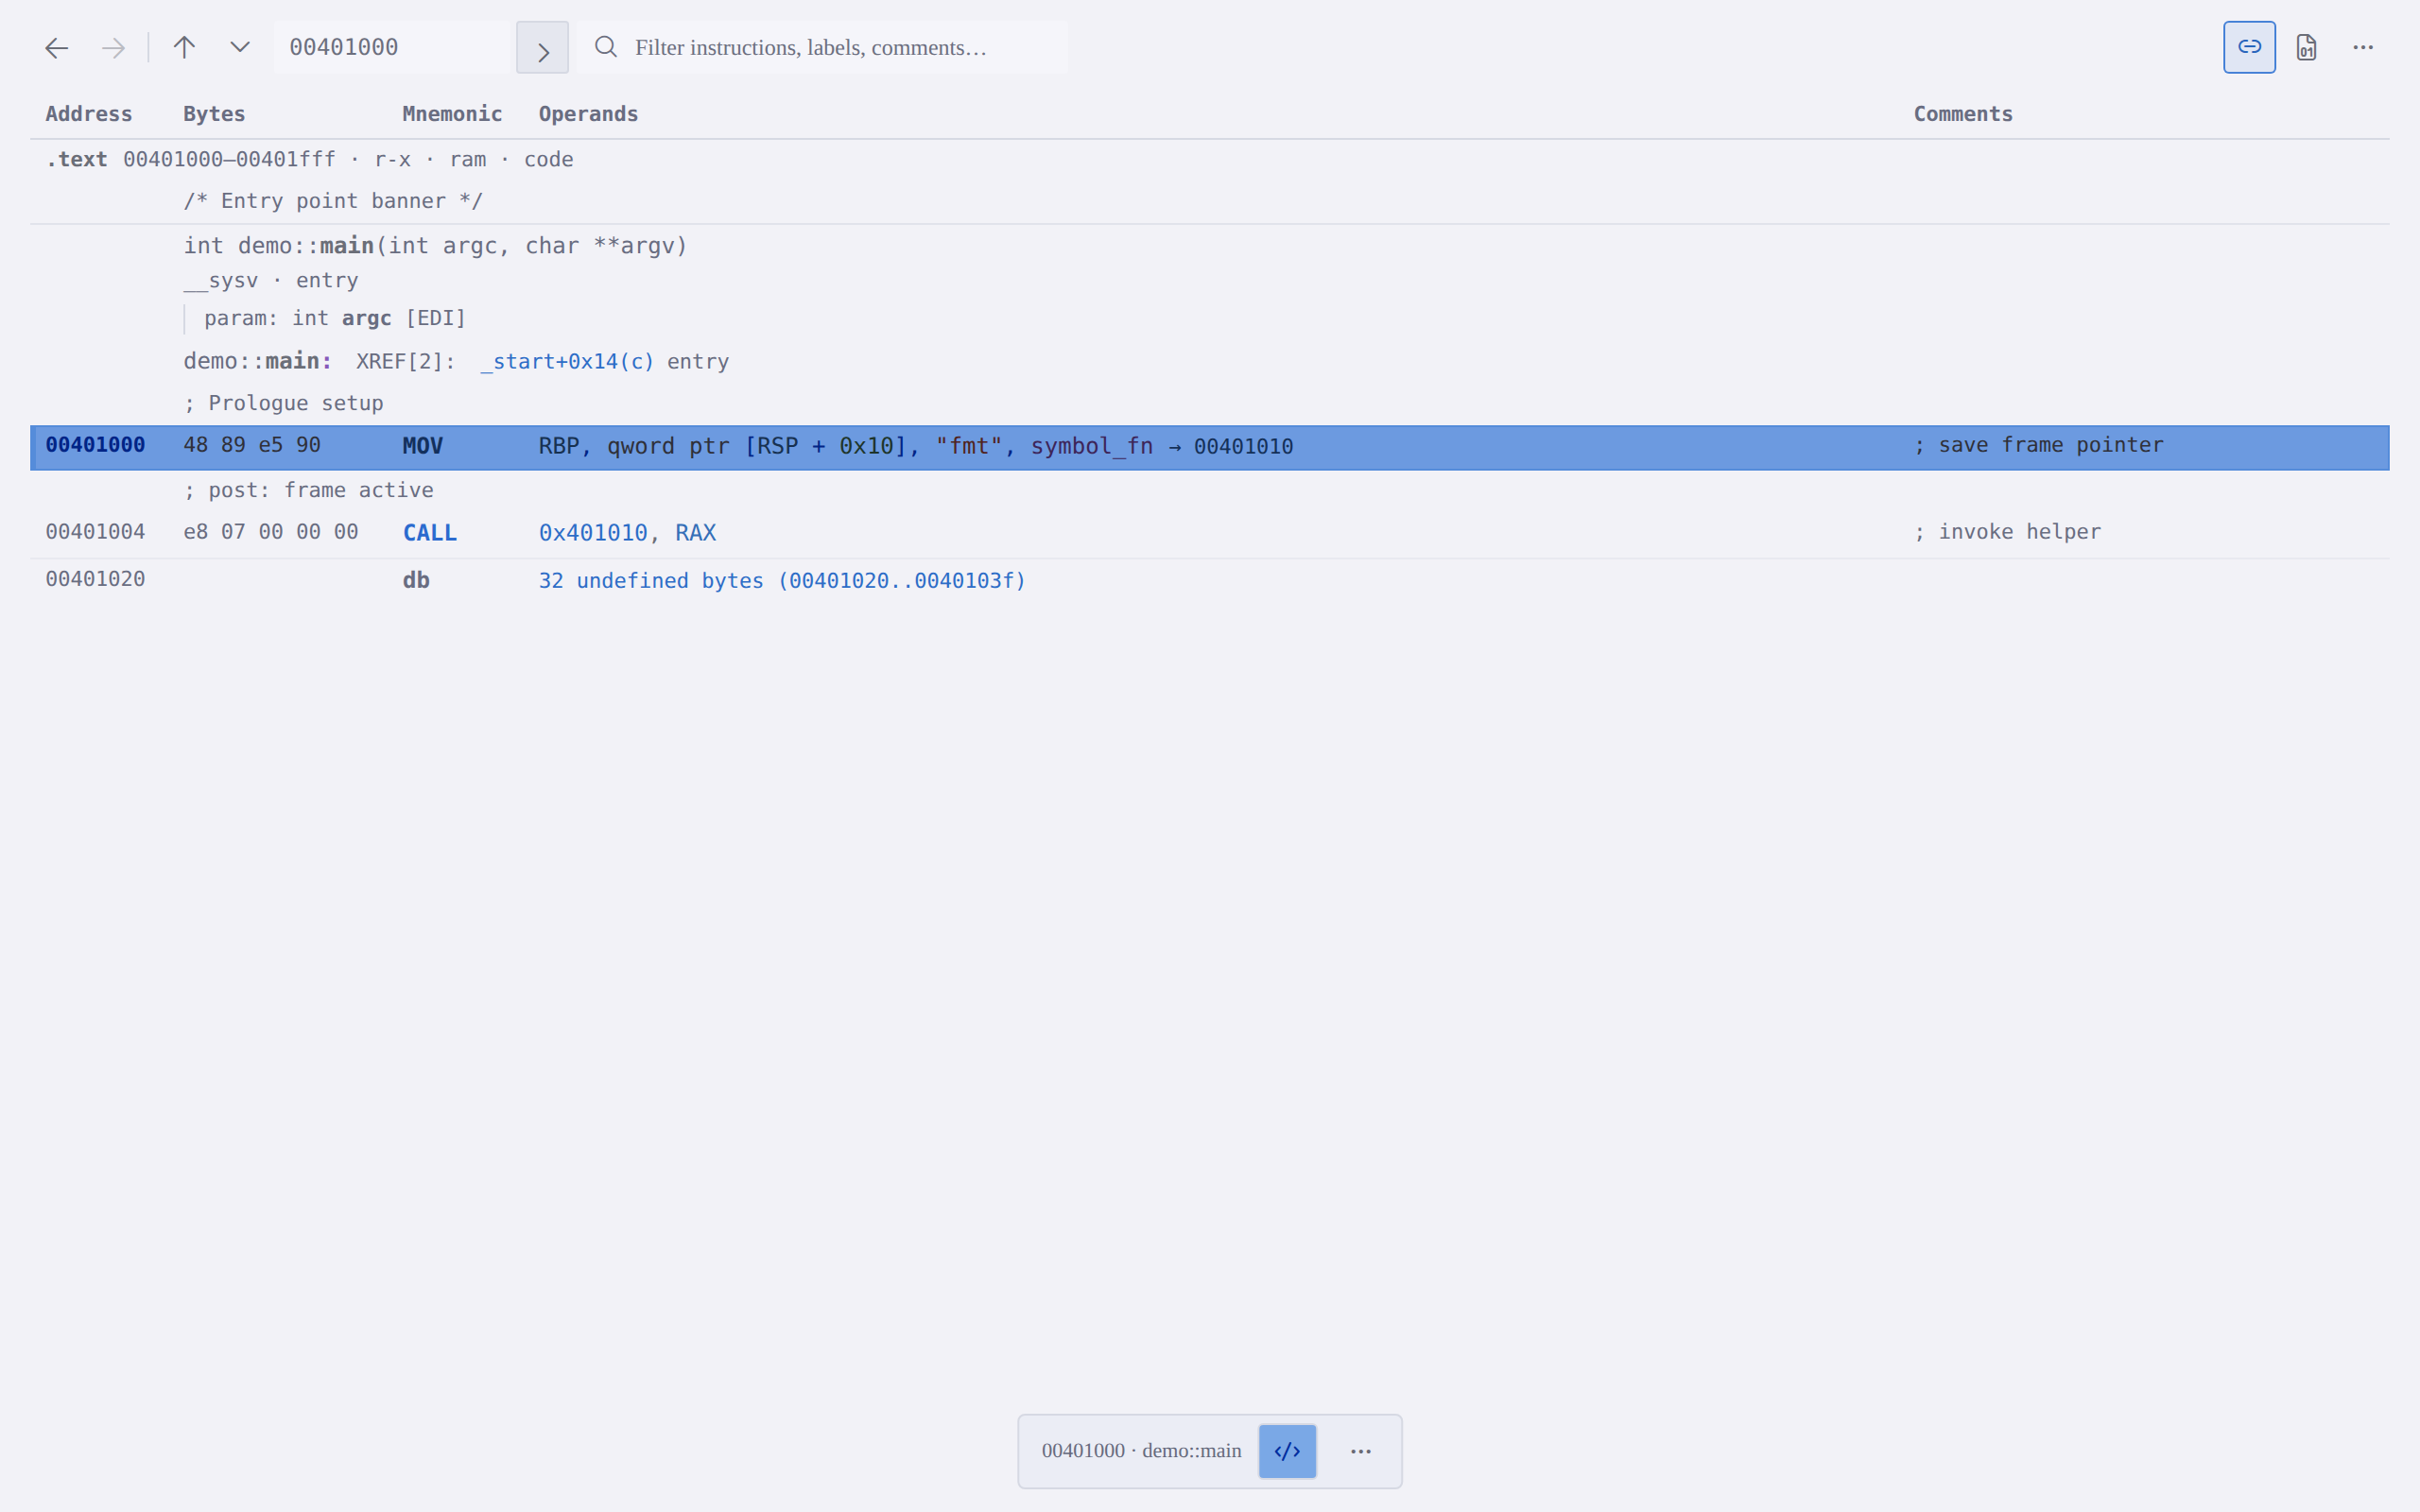 00401000 Filter instructions, labels, comments…
01
Address Bytes Mnemonic Operands Comments
.text 00401000—00401fff · r-x · ram · code
/* Entry point banner */
int demo::main(int argc, char **argv)
__sysv · entry
param: int argc [EDI]
demo::main: XREF[2]: _start+0x14(c) entry
; Prologue setup
00401000 48 89 e5 90 MOV RBP, qword ptr [RSP + 0x10], "fmt", symbol_fn → 00401010 ; save frame pointer
; post: frame active
00401004 e8 07 00 00 00 CALL 0x401010, RAX ; invoke helper
00401020 db 32 undefined bytes (00401020..0040103f)
00401000 · demo::main </>